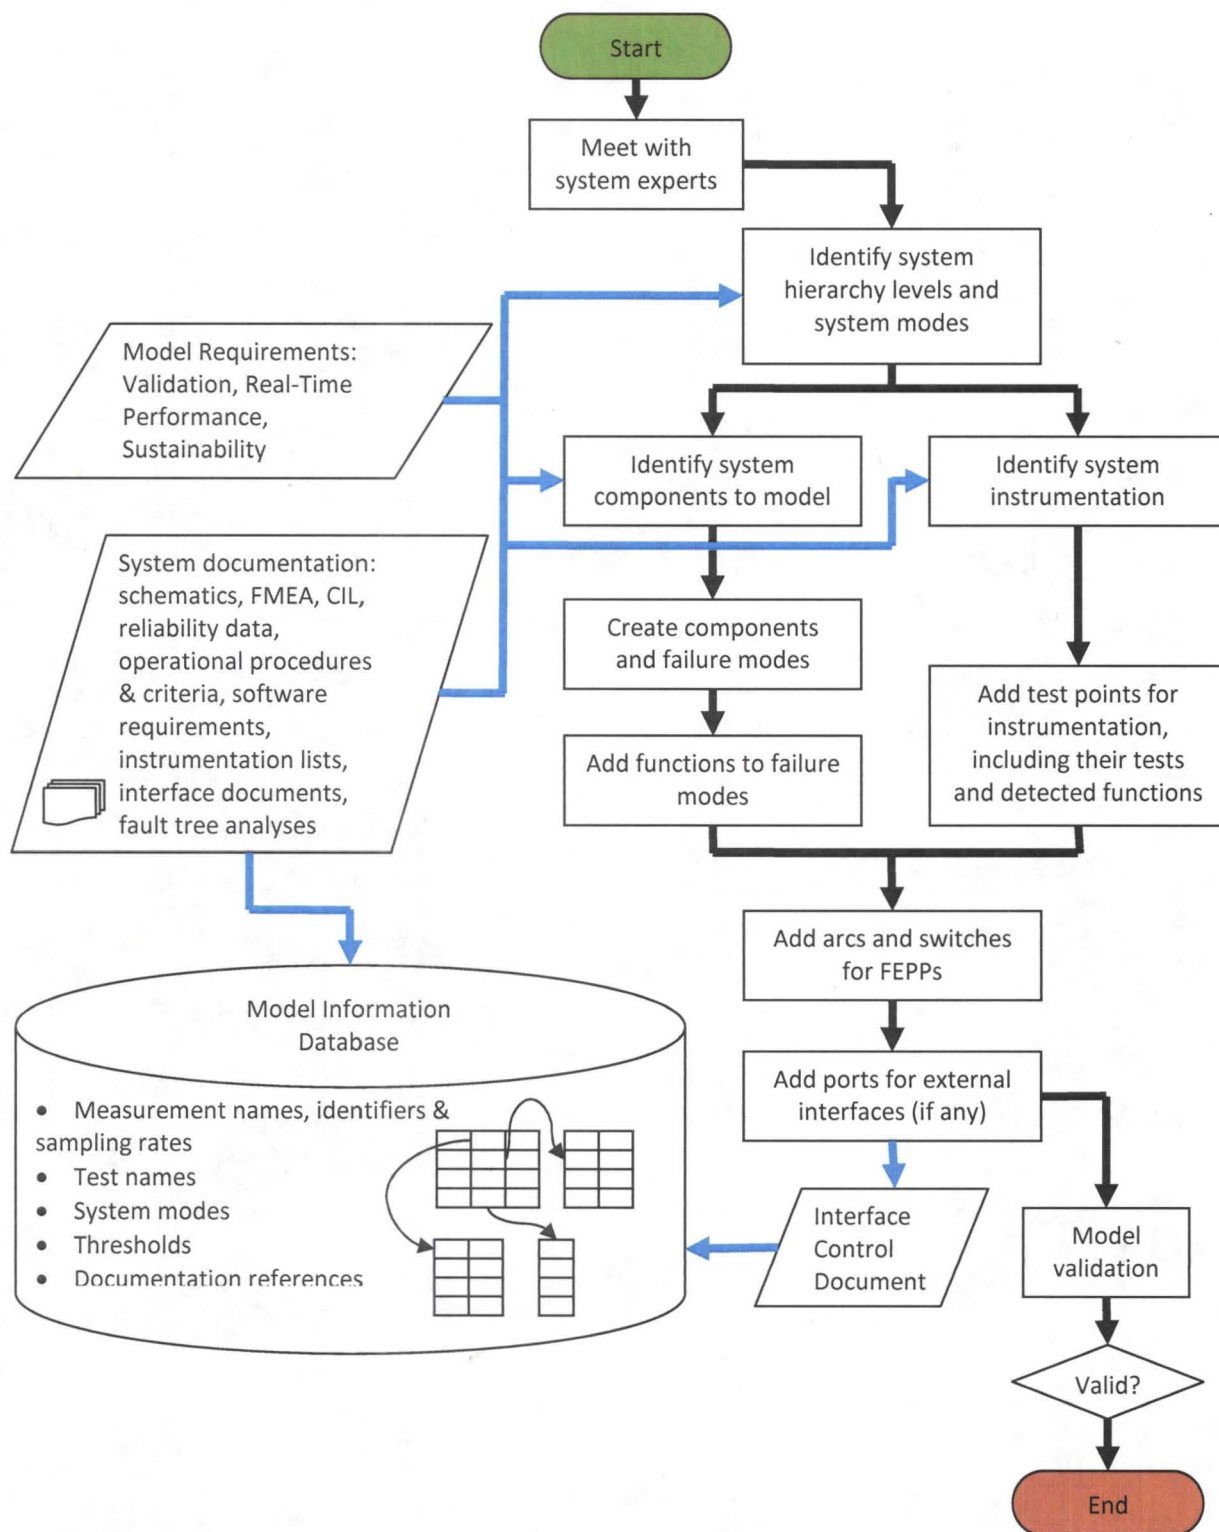 Start
Meet with
system experts
Identify system
hierarchy levels and
system modes
Model Requirements:
Validation, Real-Time
Performance,
Sustainability
Identify system
components to model
Identify system
instrumentation
System documentation:
schematics, FMEA, CIL,
reliability data,
operational procedures
& criteria, software
requirements,
instrumentation lists,
interface documents,
fault tree analyses
Create components
and failure modes
Add functions to failure
modes
Add test points for
instrumentation,
including their tests
and detected functions
Add arcs and switches
for FEPPs
Add ports for external
interfaces (if any)
Model Information
Database
• Measurement names, identifiers &
sampling rates
• Test names
• System modes
• Thresholds
• Documentation references
Interface
Control
Document
Model
validation
Valid?
End